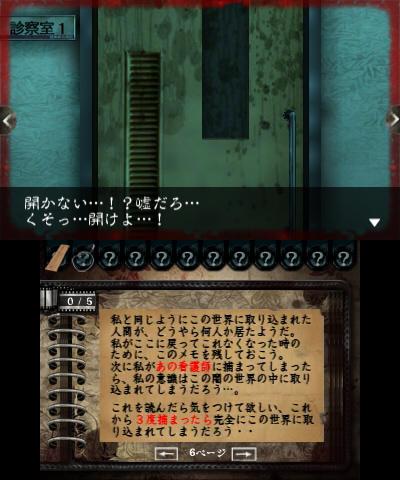 診察室1
開かない…！？嘘だろ…
くそっ…開けよ…！
0/5
私と同じようにこの世界に取り込まれた
人間が、どうやら何人か居たようだ。
私がここに戻ってこれなくなった時の
ために、このメモを残しておこう。
次に私があの看護師に捕まってしまった
ら、私の意識はこの闇の世界の中に取り
込まれてしまうだろう…。
これを読んだら気をつけて欲しい、これ
から３度捕まったら完全にこの世界に取
り込まれてしまうだろう・・
6ページ